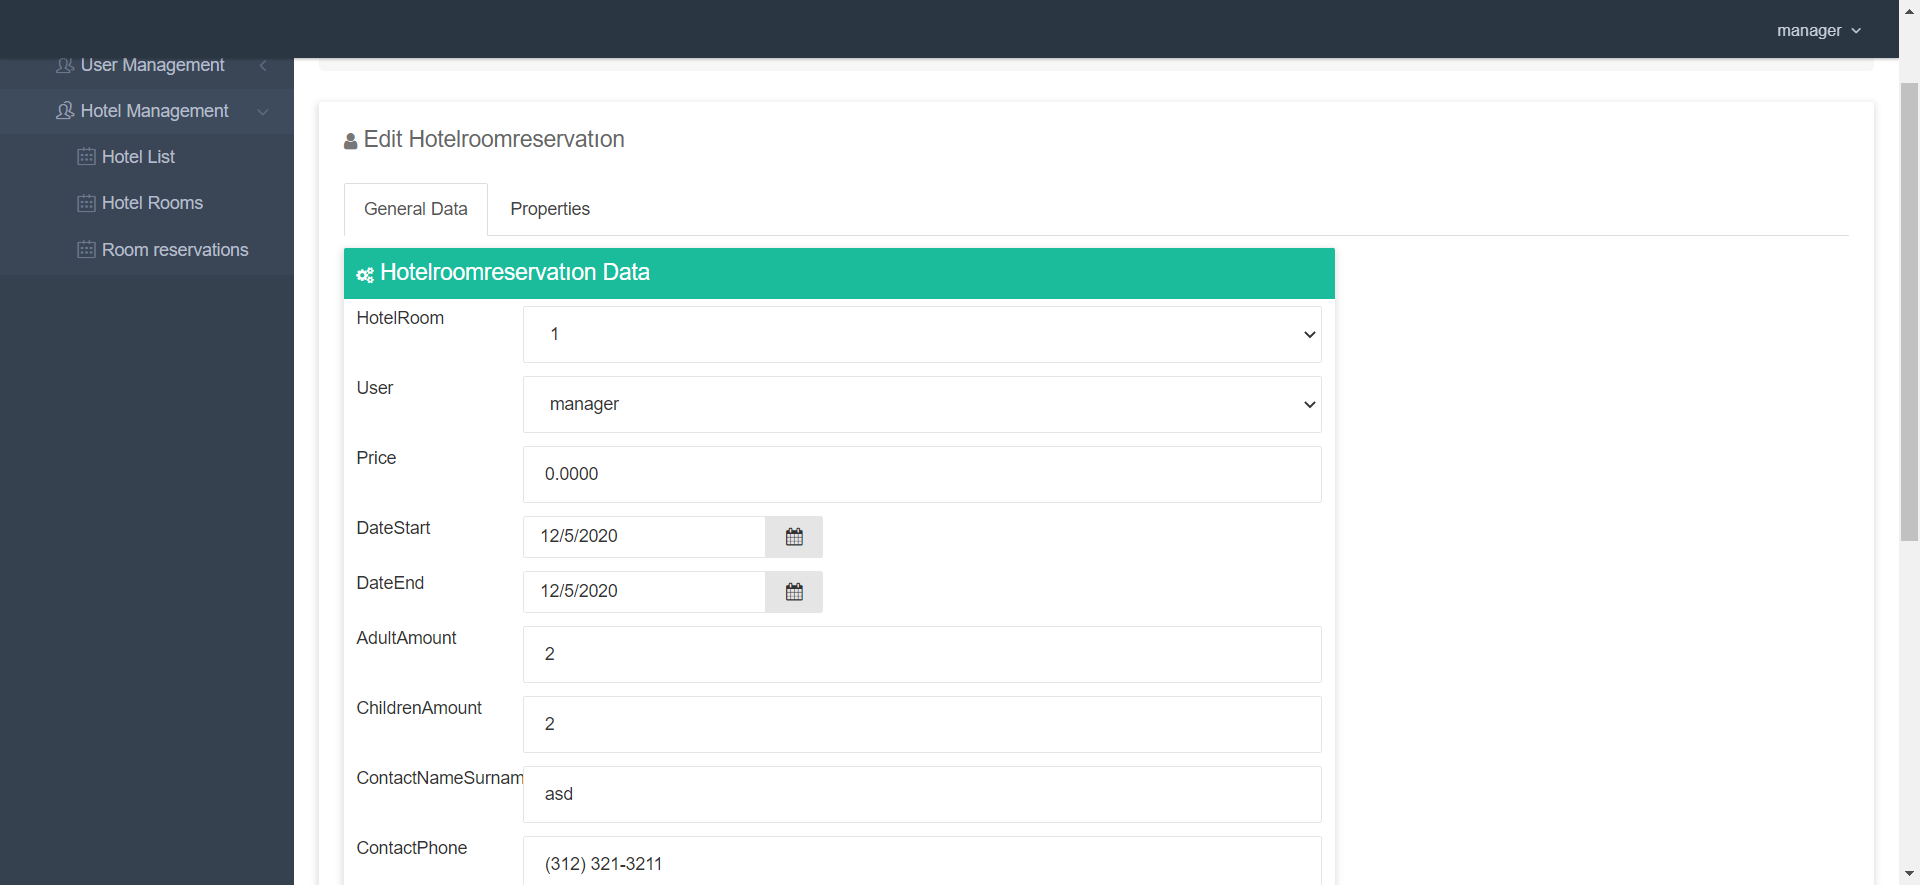 manager
User Management
Hotel Management
Hotel List
Hotel Rooms
Room reservations
Edit Hotelroomreservatıon
General Data
Properties
Hotelroomreservatıon Data
HotelRoom
1
User
manager
Price
0.0000
DateStart
12/5/2020
DateEnd
12/5/2020
AdultAmount
2
ChildrenAmount
2
ContactNameSurnam
asd
ContactPhone
(312) 321-3211